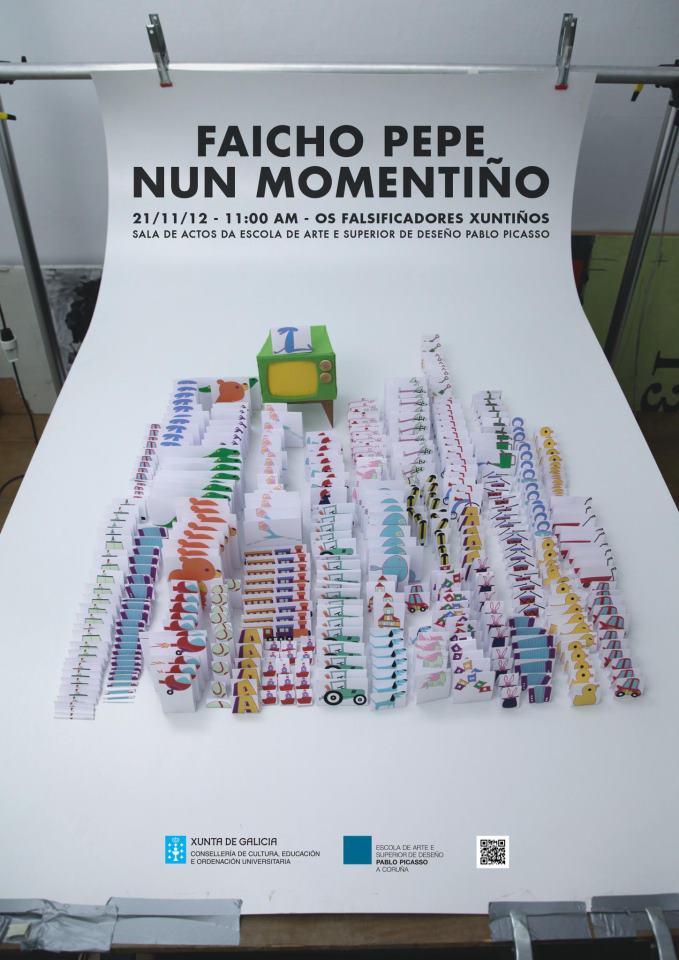 FAICHO PEPE
NUN MOMENTIÑO
21/11/12 - 11:00 AM - OS FALSIFICADORES XUNTIÑOS
SALA DE ACTOS DA ESCOLA DE ARTE E SUPERIOR DE DESEÑO PABLO PICASSO
13
XUNTA DE GALICIA
CONSELLERÍA DE CULTURA, EDUCACIÓN
E ORDENACIÓN UNIVERSITARIA
ESCOLA DE ARTE E
SUPERIOR DE DESEÑO
PABLO PICASSO
A CORUÑA